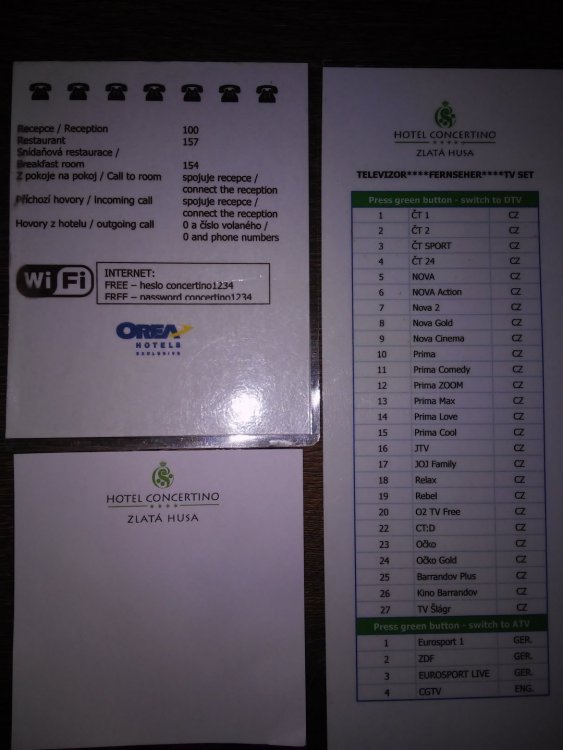 Recepce / Reception 100
Restaurant 157
Snídaňová restaurace /
Breakfast room 154
Z pokoje na pokoj / Call to room spojuje recepce /
connect the reception
Příchozí hovory / incoming call spojuje recepce /
connect the reception
Hovory z hotelu / outgoing call 0 a číslo volaného /
0 and phone numbers
WiFi
INTERNET:
FREE – heslo concertino1234
FREE – password concertino1234
OREA
HOTELS
EXCLUSIVE
HOTEL CONCERTINO
ZLATÁ HUSA
HOTEL CONCERTINO
ZLATÁ HUSA
TELEVIZOR****FERNSEHER****TV SET
Press green button - switch to DTV
1 ČT 1 CZ
2 ČT 2 CZ
3 ČT SPORT CZ
4 ČT 24 CZ
5 NOVA CZ
6 NOVA Action CZ
7 Nova 2 CZ
8 Nova Gold CZ
9 Nova Cinema CZ
10 Prima CZ
11 Prima Comedy CZ
12 Prima ZOOM CZ
13 Prima Max CZ
14 Prima Love CZ
15 Prima Cool CZ
16 JTV CZ
17 JOJ Family CZ
18 Relax CZ
19 Rebel CZ
20 O2 TV Free CZ
22 CT:D CZ
23 Očko CZ
24 Očko Gold CZ
25 Barrandov Plus CZ
26 Kino Barrandov CZ
27 TV Šlágr CZ
Press green button - switch to ATV
1 Eurosport 1 GER.
2 ZDF GER.
3 EUROSPORT LIVE GER.
4 CGTV ENG.